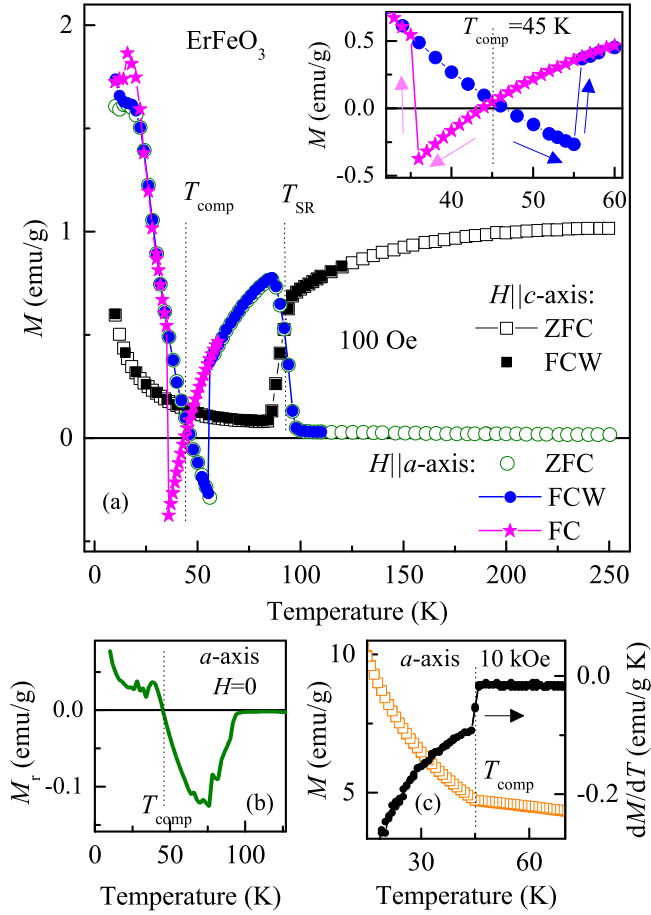 ErFeO3
T_comp=45 K
M (emu/g)
0.5
0.0
-0.5
40 50 60
M (emu/g)
2
1
0
T_comp
T_SR
100 Oe
H||c-axis:
ZFC
FCW
H||a-axis:
ZFC
FCW
FC
(a)
0 50 100 150 200 250
Temperature (K)
a-axis
H=0
M_r (emu/g)
0.0
-0.1
T_comp
(b)
0 50 100
Temperature (K)
a-axis
10 kOe
M (emu/g)
10
5
T_comp
(c)
0.0
-0.2
dM/dT (emu/g K)
30 45 60
Temperature (K)